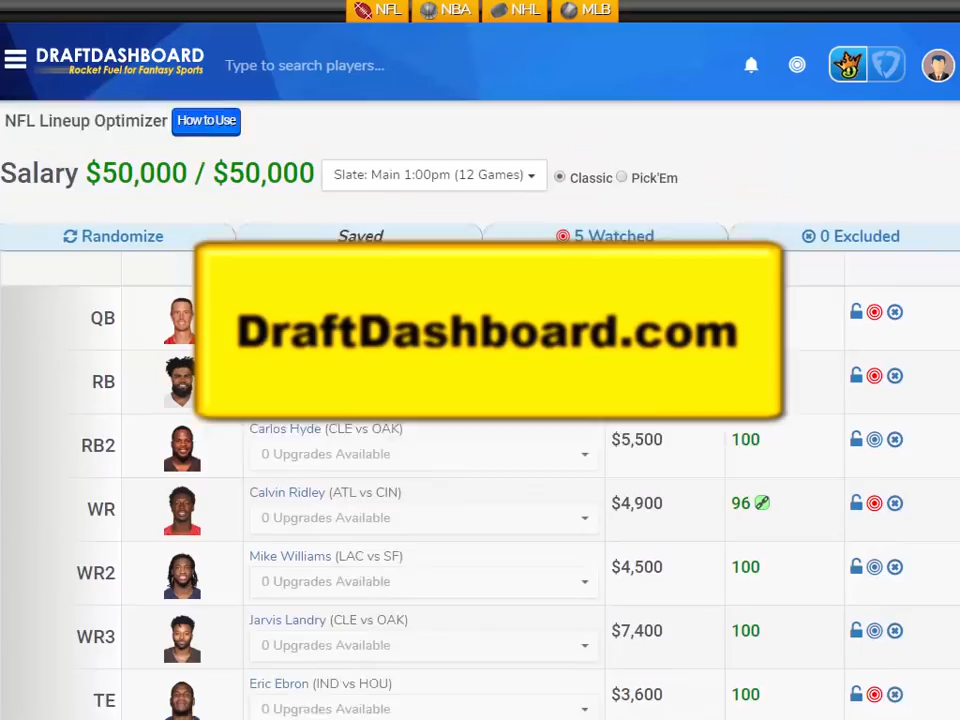 NFL NBA NHL MLB
DRAFTDASHBOARD
Rocket Fuel for Fantasy Sports
Type to search players...
NFL Lineup Optimizer How to Use
Salary $50,000 / $50,000 Slate: Main 1:00pm (12 Games) Classic Pick'Em
Randomize Saved 5 Watched 0 Excluded
DraftDashboard.com
QB
RB
RB2 Carlos Hyde (CLE vs OAK) $5,500 100
0 Upgrades Available
WR Calvin Ridley (ATL vs CIN) $4,900 96
0 Upgrades Available
WR2 Mike Williams (LAC vs SF) $4,500 100
0 Upgrades Available
WR3 Jarvis Landry (CLE vs OAK) $7,400 100
0 Upgrades Available
TE Eric Ebron (IND vs HOU) $3,600 100
0 Upgrades Available